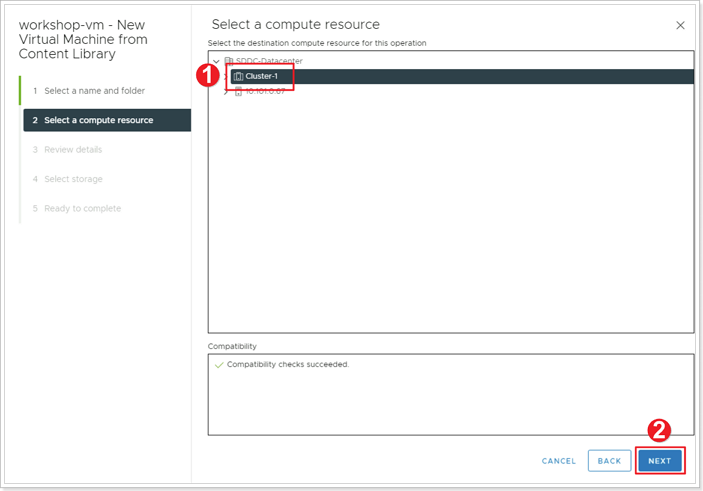 workshop-vm - New
Virtual Machine from
Content Library
1 Select a name and folder
2 Select a compute resource
3 Review details
4 Select storage
5 Ready to complete
Select a compute resource
Select the destination compute resource for this operation
SDDC-Datacenter
1
Cluster-1
10.101.0.67
Compatibility
Compatibility checks succeeded.
2
CANCEL BACK NEXT